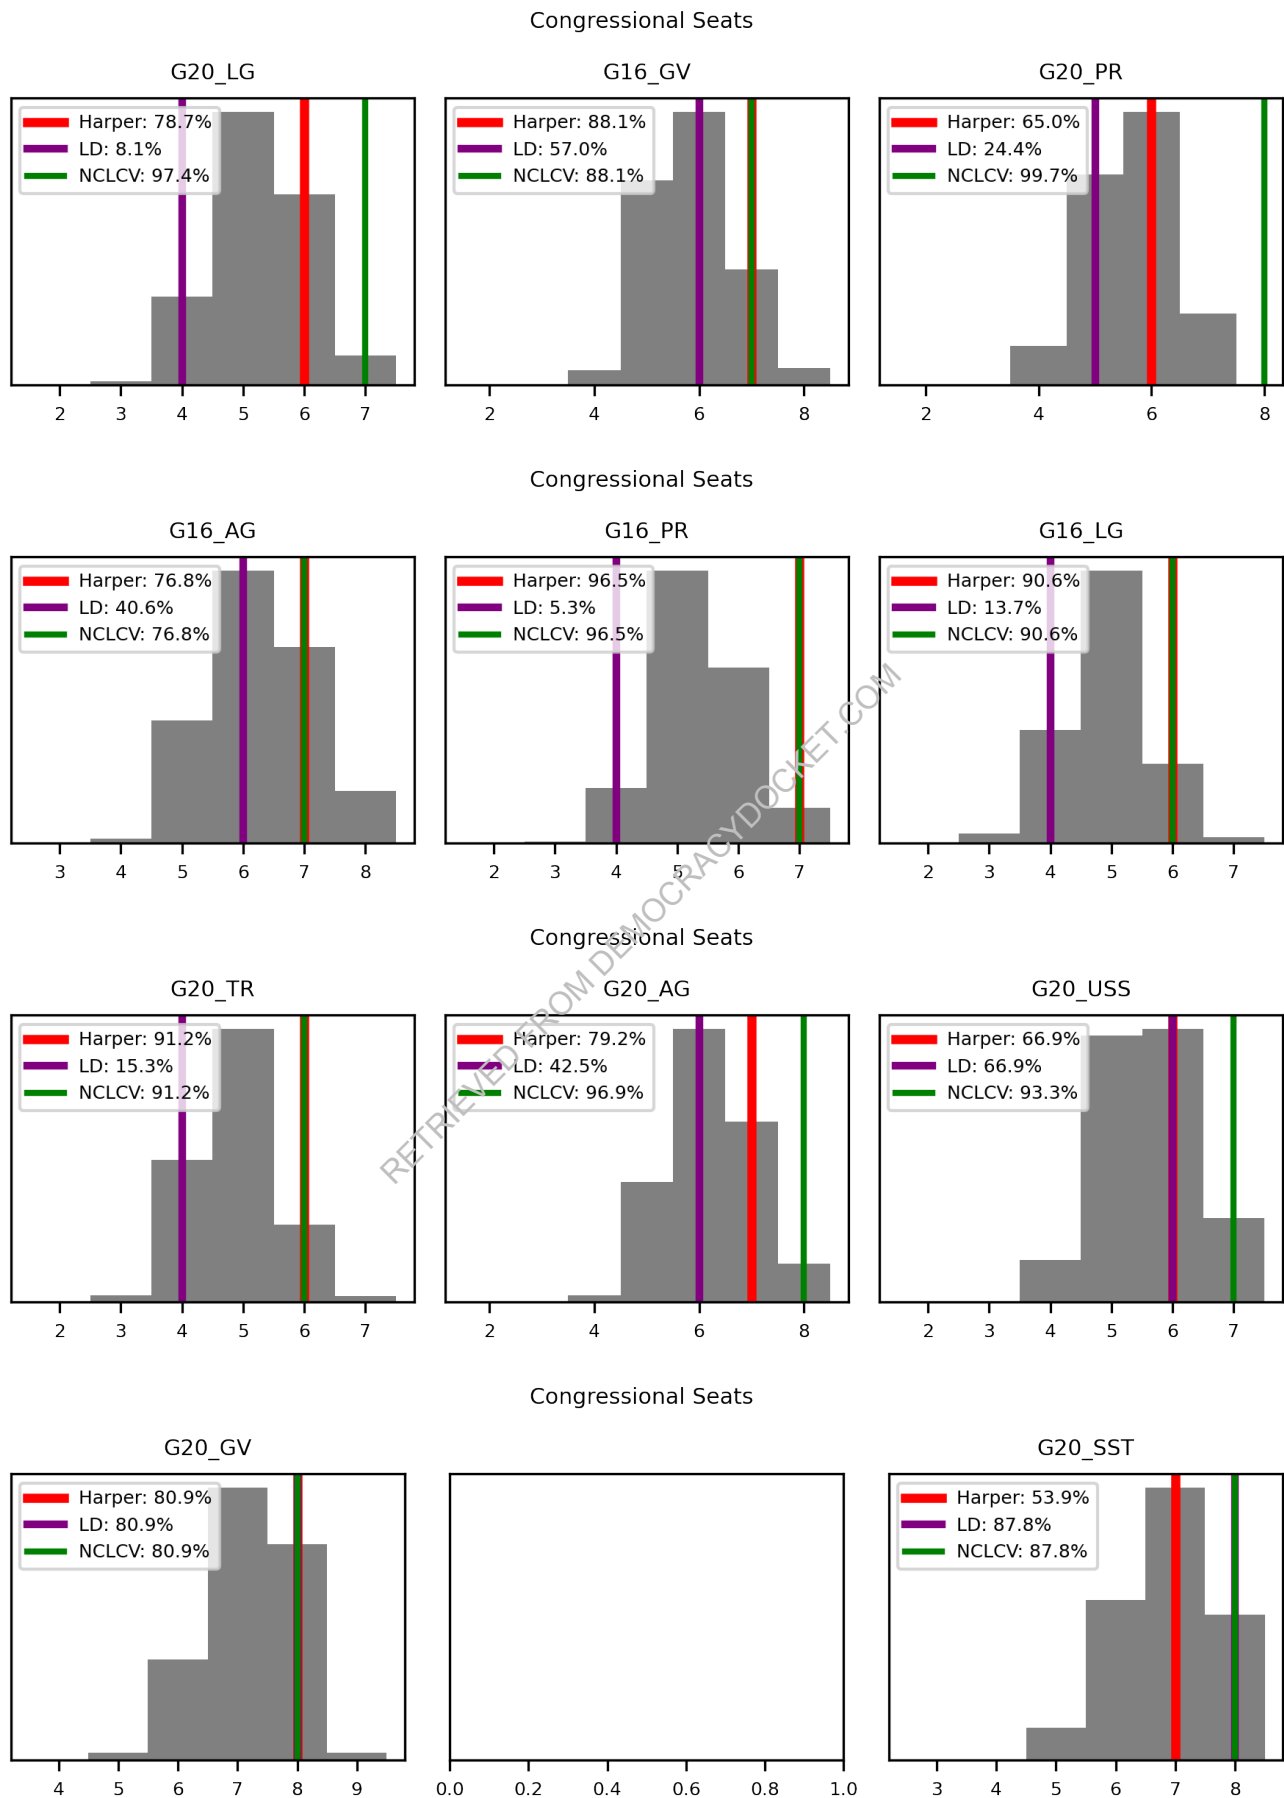 Congressional Seats
G20_LG
Harper: 78.7%
LD: 8.1%
NCLCV: 97.4%
2 3 4 5 6 7
G16_GV
Harper: 88.1%
LD: 57.0%
NCLCV: 88.1%
2 4 6 8
G20_PR
Harper: 65.0%
LD: 24.4%
NCLCV: 99.7%
2 4 6 8
Congressional Seats
G16_AG
Harper: 76.8%
LD: 40.6%
NCLCV: 76.8%
3 4 5 6 7 8
G16_PR
Harper: 96.5%
LD: 5.3%
NCLCV: 96.5%
2 3 4 5 6 7
G16_LG
Harper: 90.6%
LD: 13.7%
NCLCV: 90.6%
2 3 4 5 6 7
Congressional Seats
G20_TR
Harper: 91.2%
LD: 15.3%
NCLCV: 91.2%
2 3 4 5 6 7
G20_AG
Harper: 79.2%
LD: 42.5%
NCLCV: 96.9%
2 4 6 8
G20_USS
Harper: 66.9%
LD: 66.9%
NCLCV: 93.3%
2 3 4 5 6 7
Congressional Seats
G20_GV
Harper: 80.9%
LD: 80.9%
NCLCV: 80.9%
4 5 6 7 8 9
0.0 0.2 0.4 0.6 0.8 1.0
G20_SST
Harper: 53.9%
LD: 87.8%
NCLCV: 87.8%
3 4 5 6 7 8
RETRIEVED FROM DEMOCRACYDOCKET.COM